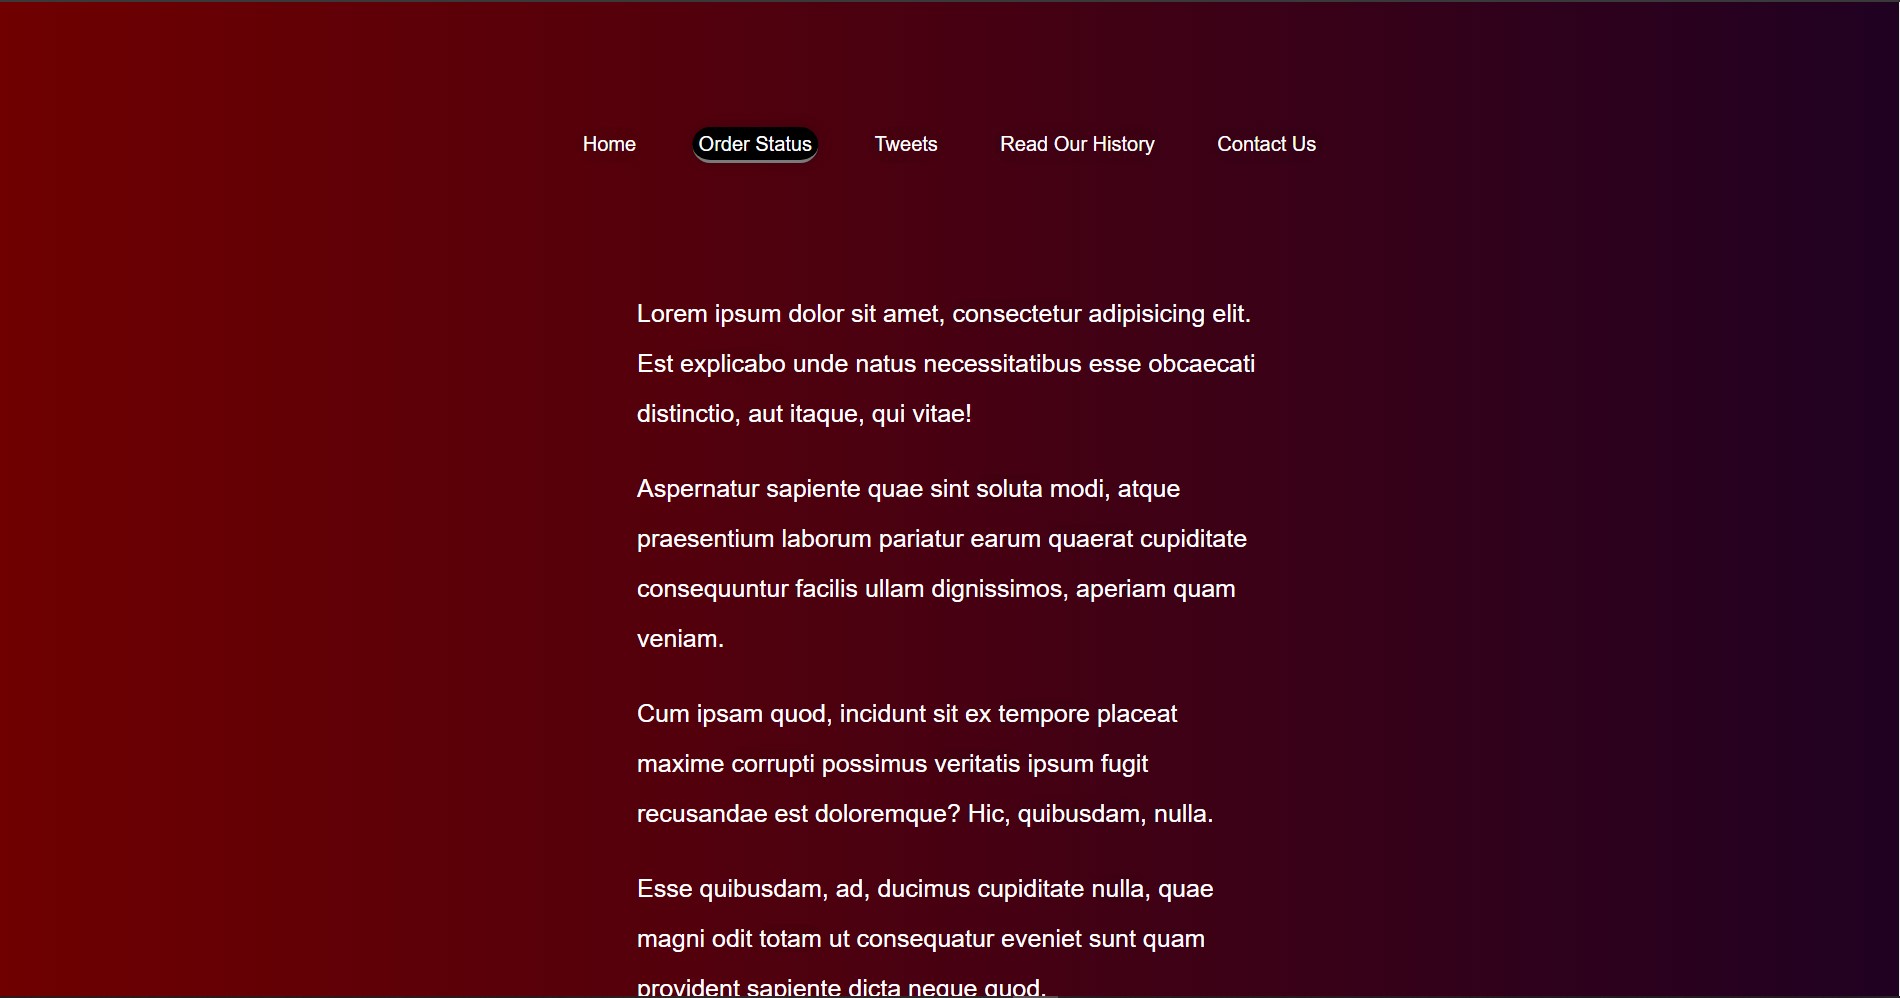 Home Order Status Tweets Read Our History Contact Us
Lorem ipsum dolor sit amet, consectetur adipisicing elit.
Est explicabo unde natus necessitatibus esse obcaecati
distinctio, aut itaque, qui vitae!
Aspernatur sapiente quae sint soluta modi, atque
praesentium laborum pariatur earum quaerat cupiditate
consequuntur facilis ullam dignissimos, aperiam quam
veniam.
Cum ipsam quod, incidunt sit ex tempore placeat
maxime corrupti possimus veritatis ipsum fugit
recusandae est doloremque? Hic, quibusdam, nulla.
Esse quibusdam, ad, ducimus cupiditate nulla, quae
magni odit totam ut consequatur eveniet sunt quam
provident sapiente dicta neque quod.